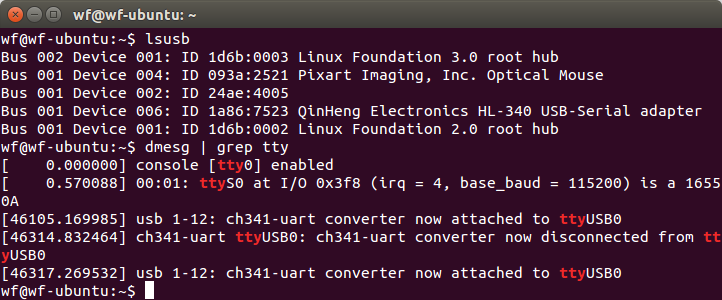 wf@wf-ubuntu: ~
wf@wf-ubuntu:~$ lsusb
Bus 002 Device 001: ID 1d6b:0003 Linux Foundation 3.0 root hub
Bus 001 Device 004: ID 093a:2521 Pixart Imaging, Inc. Optical Mouse
Bus 001 Device 002: ID 24ae:4005
Bus 001 Device 006: ID 1a86:7523 QinHeng Electronics HL-340 USB-Serial adapter
Bus 001 Device 001: ID 1d6b:0002 Linux Foundation 2.0 root hub
wf@wf-ubuntu:~$ dmesg | grep tty
[    0.000000] console [tty0] enabled
[    0.570088] 00:01: ttyS0 at I/O 0x3f8 (irq = 4, base_baud = 115200) is a 1655
0A
[46105.169985] usb 1-12: ch341-uart converter now attached to ttyUSB0
[46314.832464] ch341-uart ttyUSB0: ch341-uart converter now disconnected from tt
yUSB0
[46317.269532] usb 1-12: ch341-uart converter now attached to ttyUSB0
wf@wf-ubuntu:~$